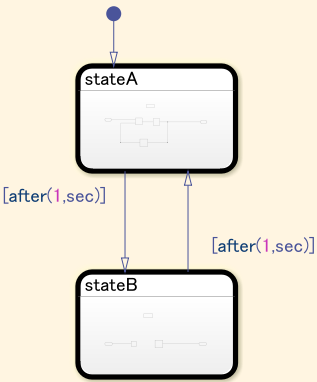 stateA
[after(1,sec)]
[after(1,sec)]
stateB